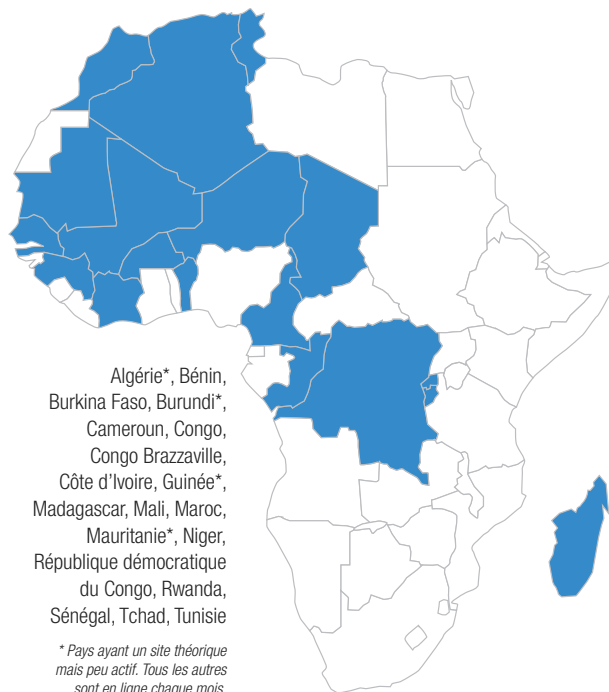 Algérie*, Bénin,
Burkina Faso, Burundi*,
Cameroun, Congo,
Congo Brazzaville,
Côte d’Ivoire, Guinée*,
Madagascar, Mali, Maroc,
Mauritanie*, Niger,
République démocratique
du Congo, Rwanda,
Sénégal, Tchad, Tunisie
* Pays ayant un site théorique
mais peu actif. Tous les autres
sont en ligne chaque mois.